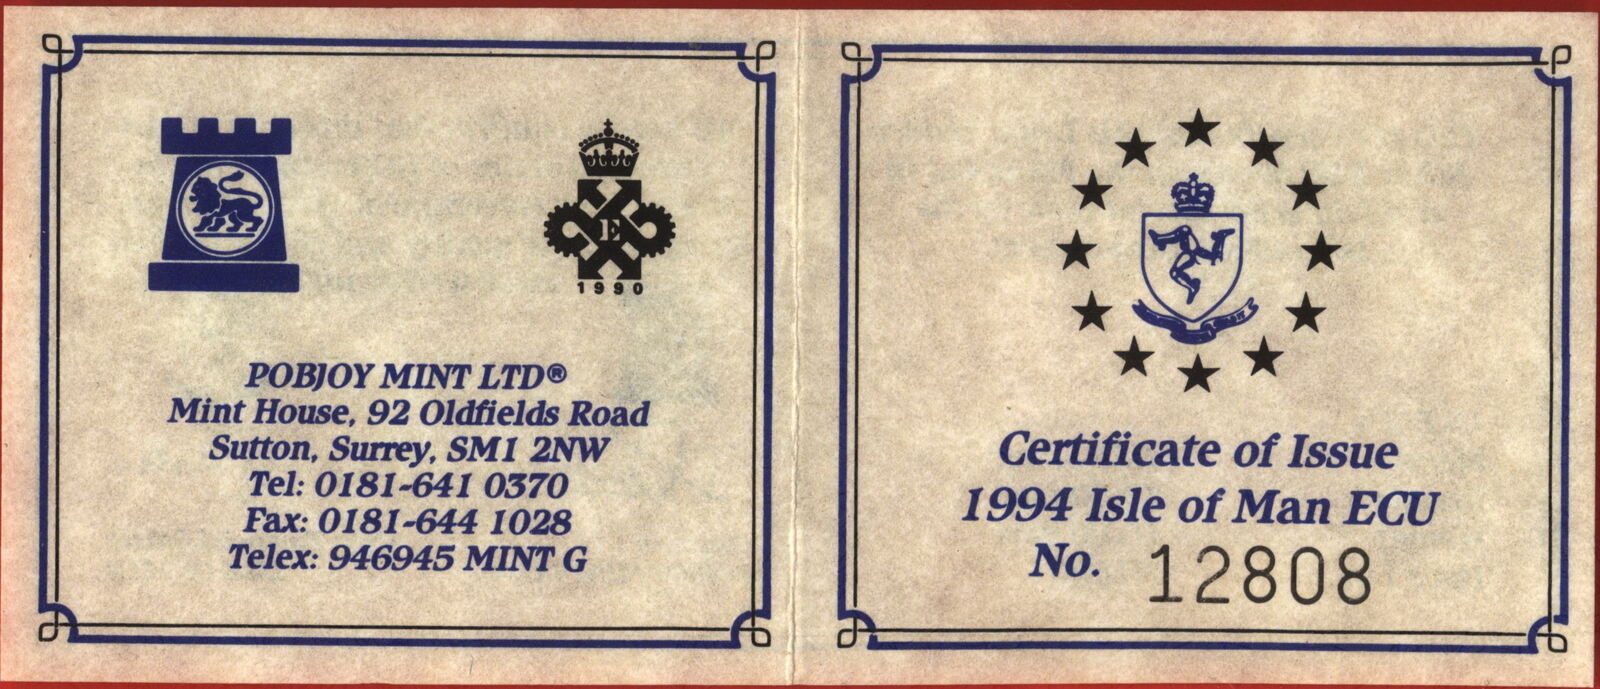 E
1990
POBJOY MINT LTD®
Mint House, 92 Oldfields Road
Sutton, Surrey, SM1 2NW
Tel: 0181-641 0370
Fax: 0181-644 1028
Telex: 946945 MINT G
Certificate of Issue
1994 Isle of Man ECU
No. 12808